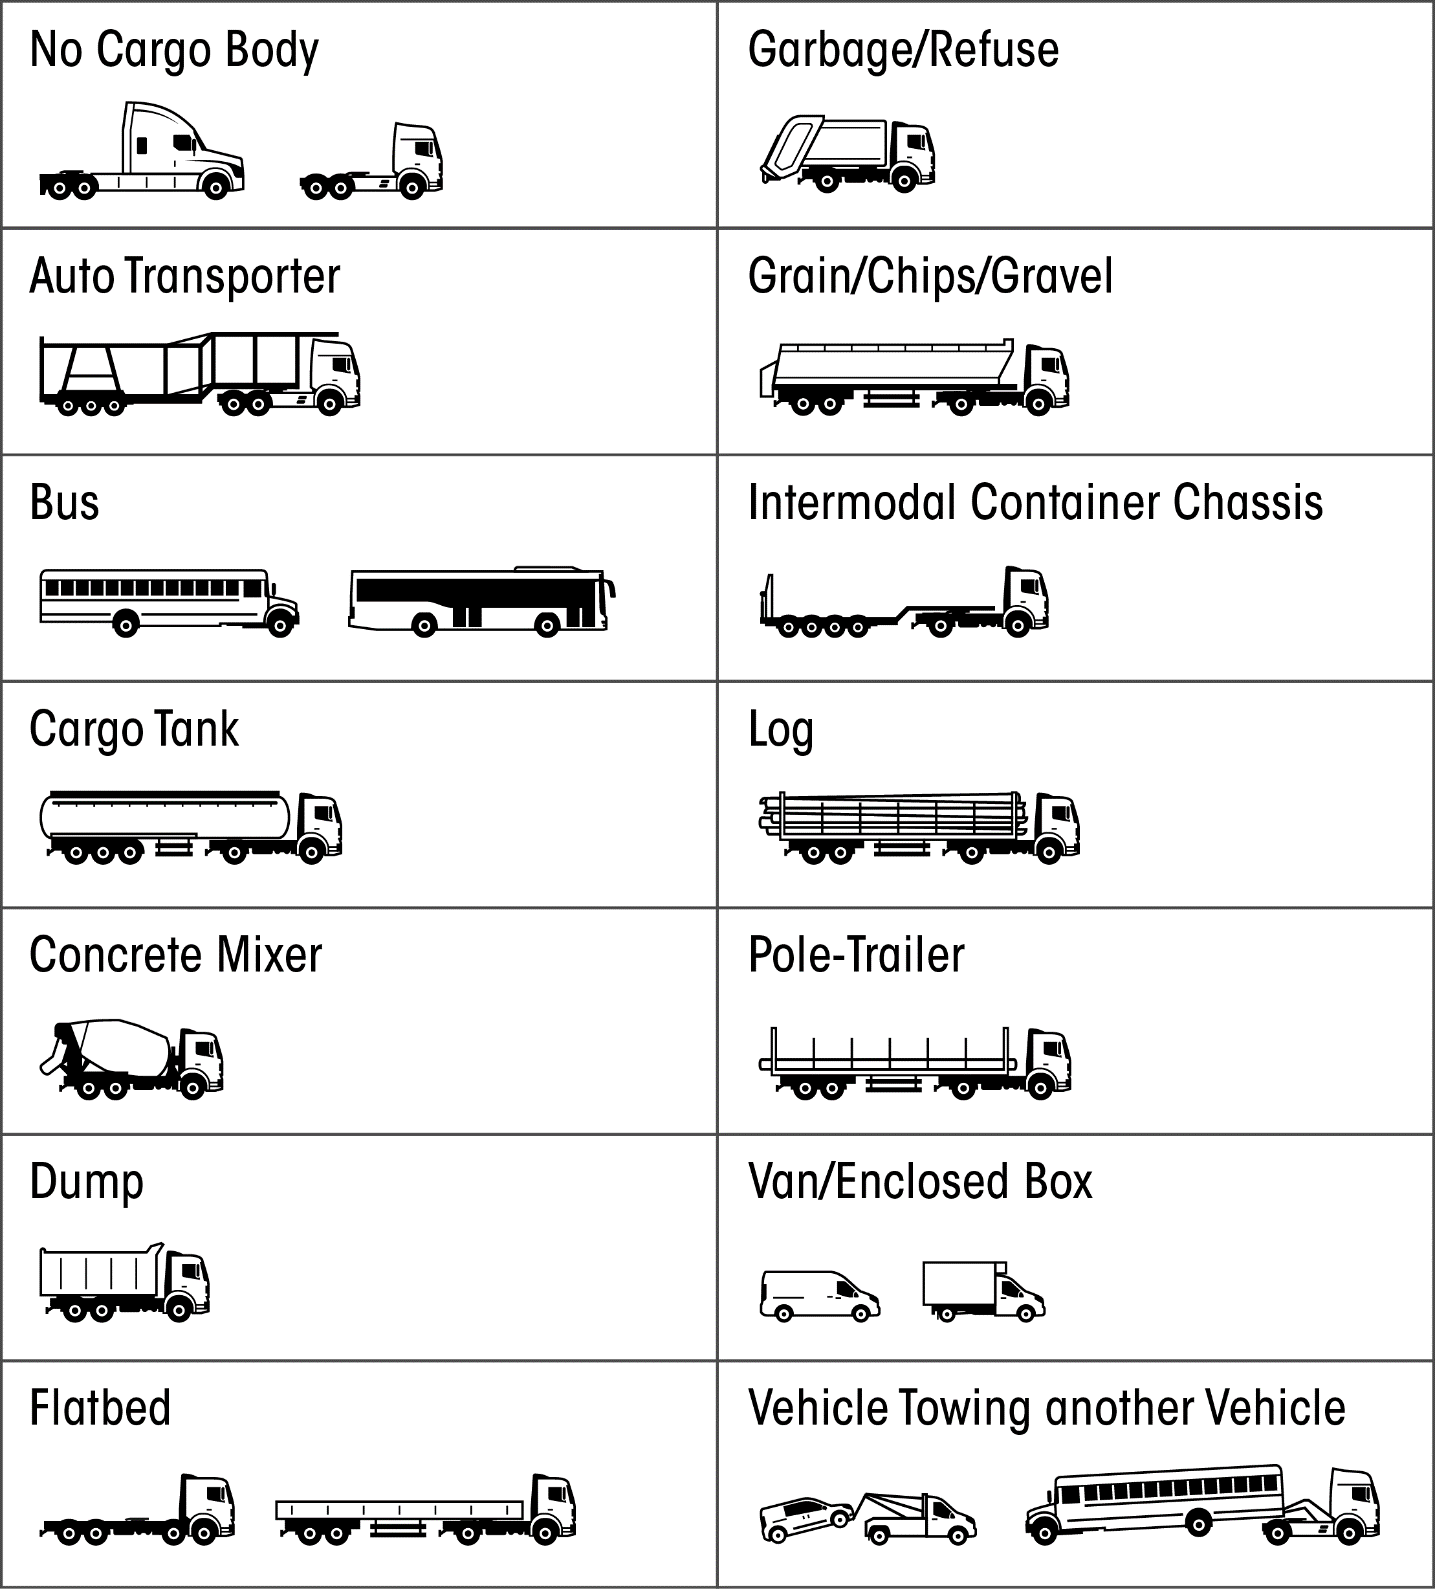 No Cargo Body
Garbage/Refuse
Auto Transporter
Grain/Chips/Gravel
Bus
Intermodal Container Chassis
Cargo Tank
Log
Concrete Mixer
Pole-Trailer
Dump
Van/Enclosed Box
Flatbed
Vehicle Towing another Vehicle